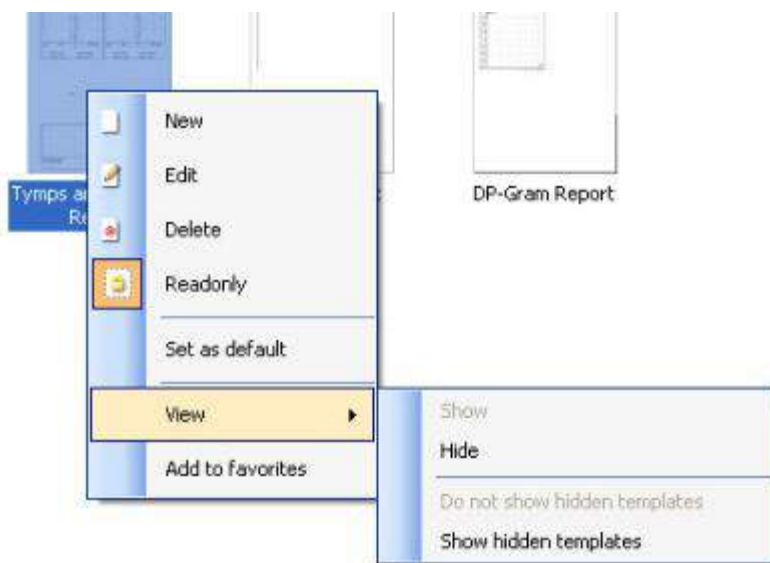 Tymps a
Re
DP-Gram Report
New
Edit
Delete
Readonly
Set as default
View
Add to favorites
Show
Hide
Do not show hidden templates
Show hidden templates